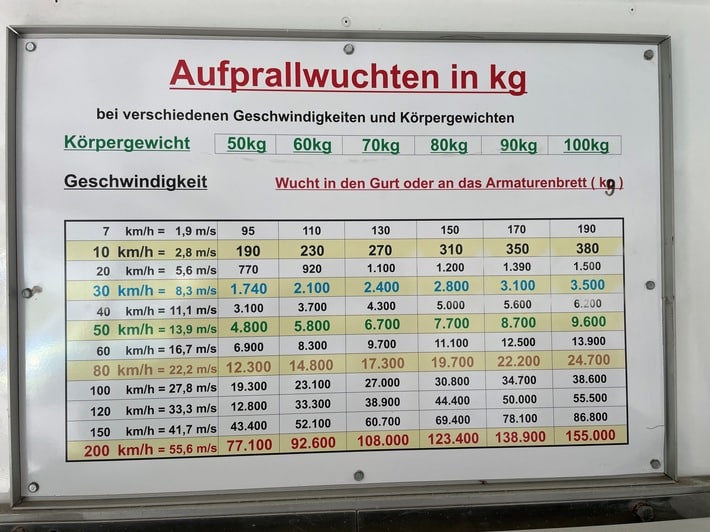 Aufprallwuchten in kg
bei verschiedenen Geschwindigkeiten und Körpergewichten
Körpergewicht 50kg 60kg 70kg 80kg 90kg 100kg
Geschwindigkeit Wucht in den Gurt oder an das Armaturenbrett ( kg )
7 km/h = 1,9 m/s 95 110 130 150 170 190
10 km/h = 2,8 m/s 190 230 270 310 350 380
20 km/h = 5,6 m/s 770 920 1.100 1.200 1.390 1.500
30 km/h = 8,3 m/s 1.740 2.100 2.400 2.800 3.100 3.500
40 km/h = 11,1 m/s 3.100 3.700 4.300 5.000 5.600 6.200
50 km/h = 13,9 m/s 4.800 5.800 6.700 7.700 8.700 9.600
60 km/h = 16,7 m/s 6.900 8.300 9.700 11.100 12.500 13.900
80 km/h = 22,2 m/s 12.300 14.800 17.300 19.700 22.200 24.700
100 km/h = 27,8 m/s 19.300 23.100 27.000 30.800 34.700 38.600
120 km/h = 33,3 m/s 12.800 33.300 38.900 44.400 50.000 55.500
150 km/h = 41,7 m/s 43.400 52.100 60.700 69.400 78.100 86.800
200 km/h = 55,6 m/s 77.100 92.600 108.000 123.400 138.900 155.000